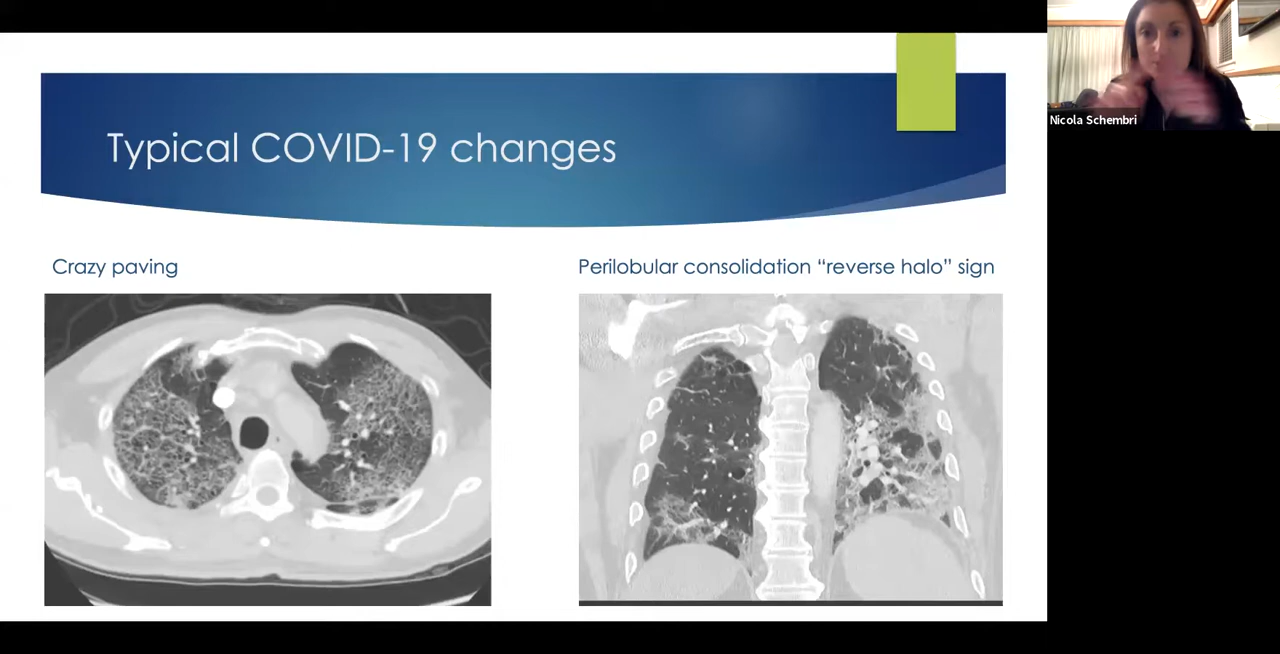 Typical COVID-19 changes
Crazy paving
Perilobular consolidation “reverse halo” sign
Nicola Schembri